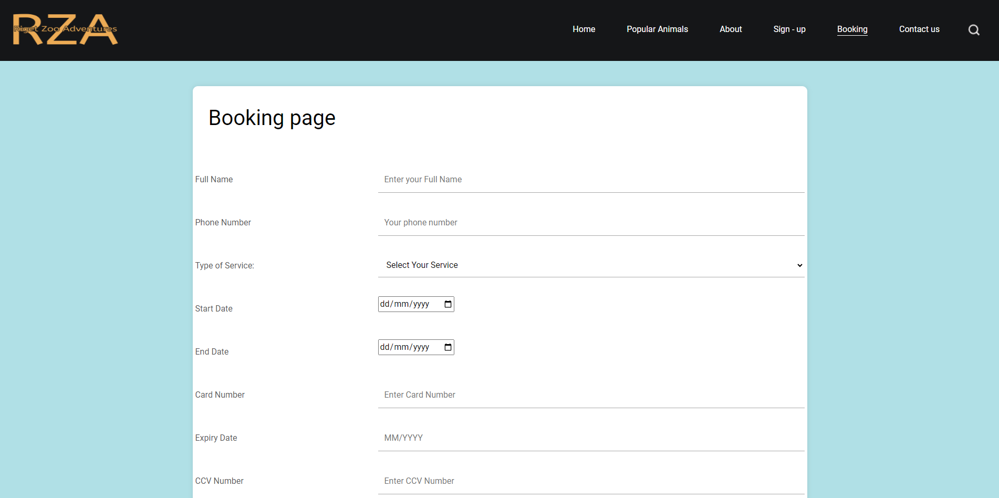 RZA
Riget Zoo Adventures
Home Popular Animals About Sign - up Booking Contact us
Booking page
Full Name Enter your Full Name
Phone Number Your phone number
Type of Service: Select Your Service
Start Date dd/mm/yyyy
End Date dd/mm/yyyy
Card Number Enter Card Number
Expiry Date MM/YYYY
CCV Number Enter CCV Number